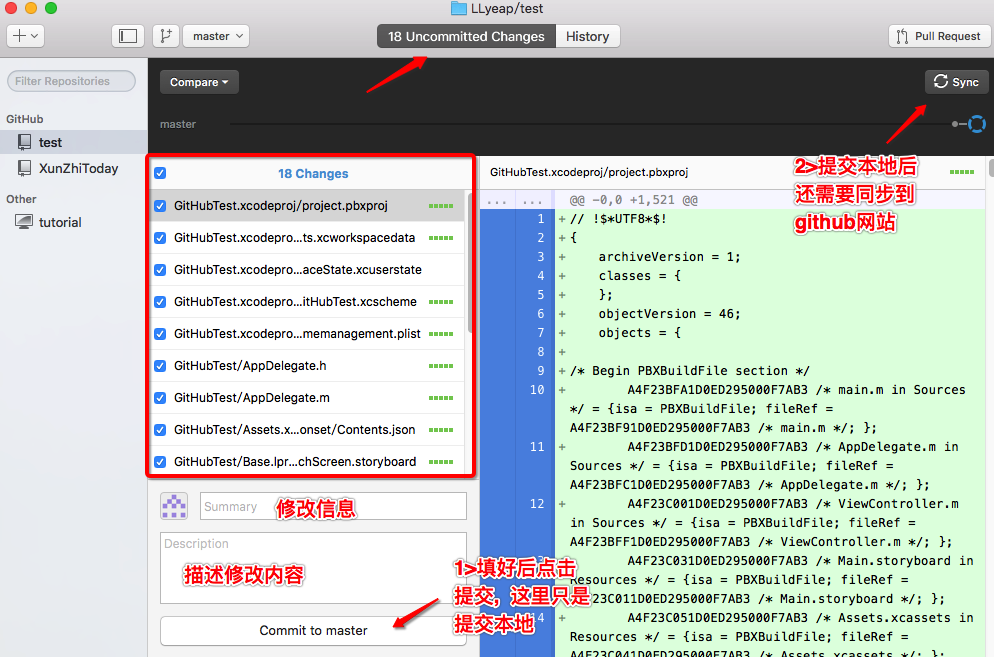 LLyeap/test
master
18 Uncommitted Changes
History
Pull Request
Filter Repositories
Compare
Sync
GitHub
master
test
XunZhiToday
Other
tutorial
18 Changes
GitHubTest.xcodeproj/project.pbxproj
GitHubTest.xcodepro...ts.xcworkspacedata
GitHubTest.xcodepro...aceState.xcuserstate
GitHubTest.xcodepro...itHubTest.xcscheme
GitHubTest.xcodepro...memanagement.plist
GitHubTest/AppDelegate.h
GitHubTest/AppDelegate.m
GitHubTest/Assets.x...onset/Contents.json
GitHubTest/Base.lpr...chScreen.storyboard
Summary
修改信息
Description
描述修改内容
Commit to master
1>填好后点击
提交，这里只是
提交本地
2>提交本地后
还需要同步到
github网站
GitHubTest.xcodeproj/project.pbxproj
... ... @@ -0,0 +1,521 @@
1 +// !$*UTF8*$!
2 +{
3 + archiveVersion = 1;
4 + classes = {
5 + };
6 + objectVersion = 46;
7 + objects = {
8 +
9 +/* Begin PBXBuildFile section */
10 + A4F23BFA1D0ED295000F7AB3 /* main.m in Sources
*/ = {isa = PBXBuildFile; fileRef =
A4F23BF91D0ED295000F7AB3 /* main.m */; };
11 + A4F23BFD1D0ED295000F7AB3 /* AppDelegate.m in
Sources */ = {isa = PBXBuildFile; fileRef =
A4F23BFC1D0ED295000F7AB3 /* AppDelegate.m */; };
12 + A4F23C001D0ED295000F7AB3 /* ViewController.m
in Sources */ = {isa = PBXBuildFile; fileRef =
A4F23BFF1D0ED295000F7AB3 /* ViewController.m */; };
A4F23C031D0ED295000F7AB3 /* Main.storyboard in
Resources */ = {isa = PBXBuildFile; fileRef =
A4F23C011D0ED295000F7AB3 /* Main.storyboard */; };
14 + A4F23C051D0ED295000F7AB3 /* Assets.xcassets in
Resources */ = {isa = PBXBuildFile; fileRef =
A4F23C041D0ED295000F7AB3 /* Assets.xcassets */; };